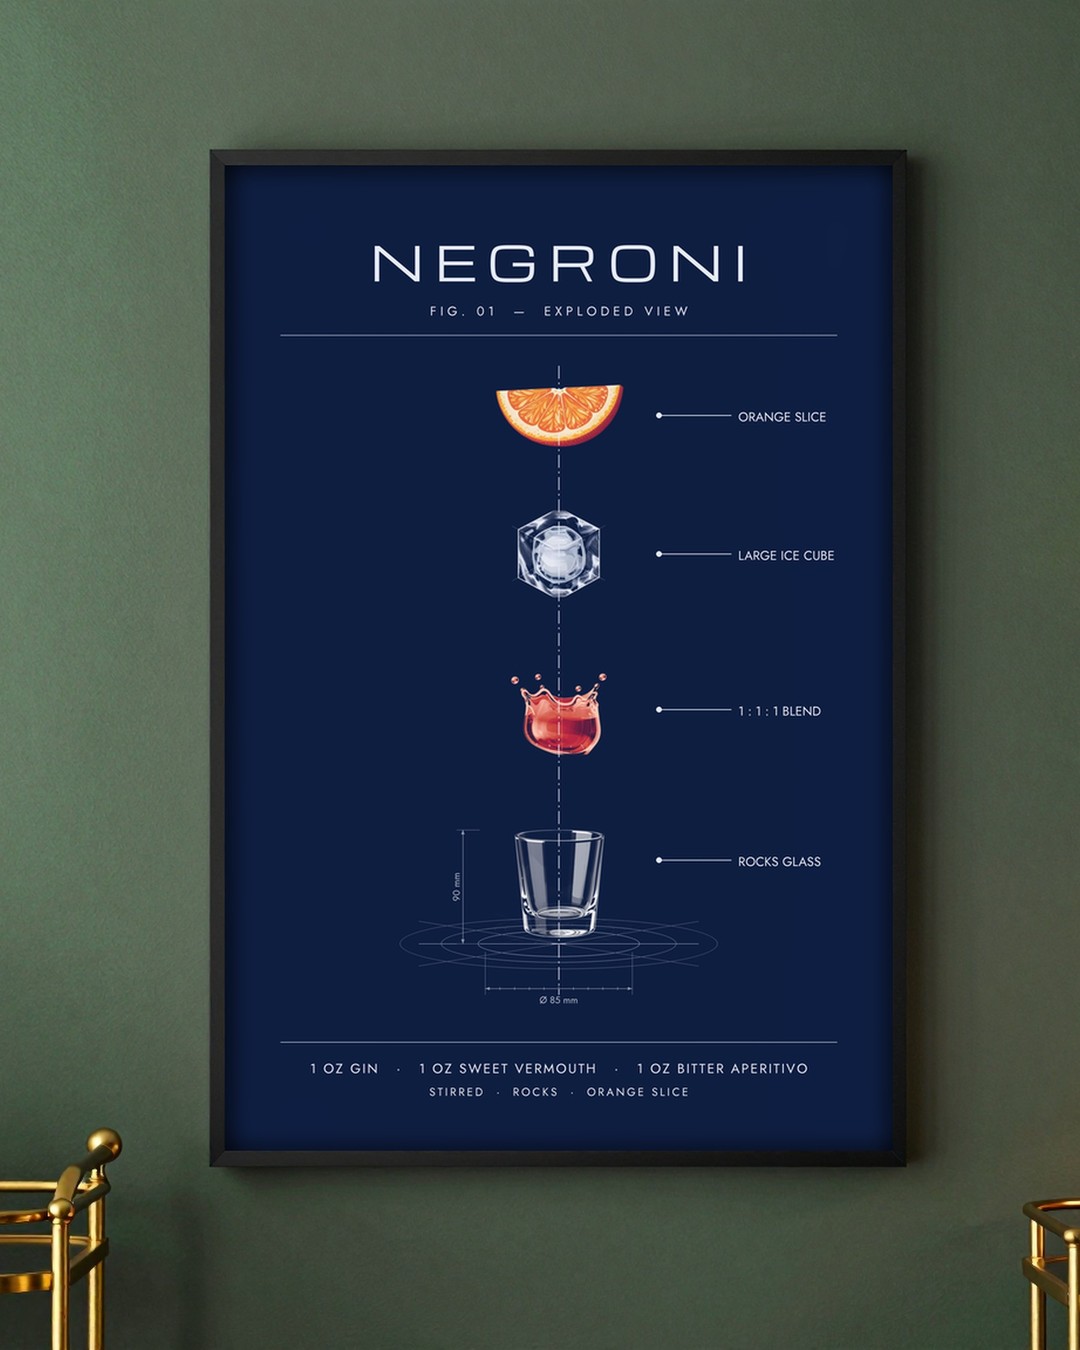 NEGRONI
FIG. 01 — EXPLODED VIEW
ORANGE SLICE
LARGE ICE CUBE
1 : 1 : 1 BLEND
ROCKS GLASS
90 mm
Ø 85 mm
1 OZ GIN · 1 OZ SWEET VERMOUTH · 1 OZ BITTER APERITIVO
STIRRED · ROCKS · ORANGE SLICE